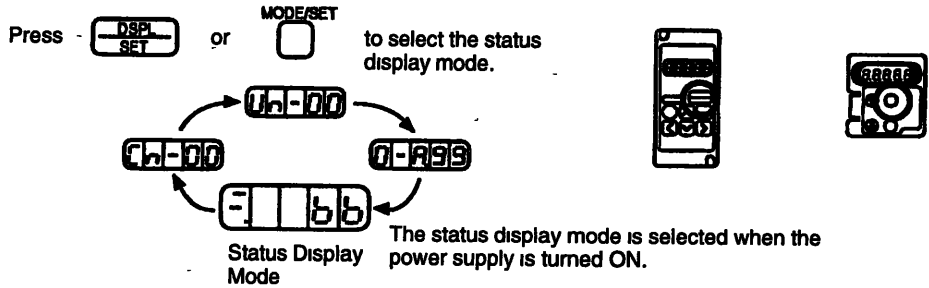 MODE/SET
Press DSPL SET or to select the status
display mode.
Un-00
Cn-00
0-A99
bb
Status Display
Mode
The status display mode is selected when the
power supply is turned ON.